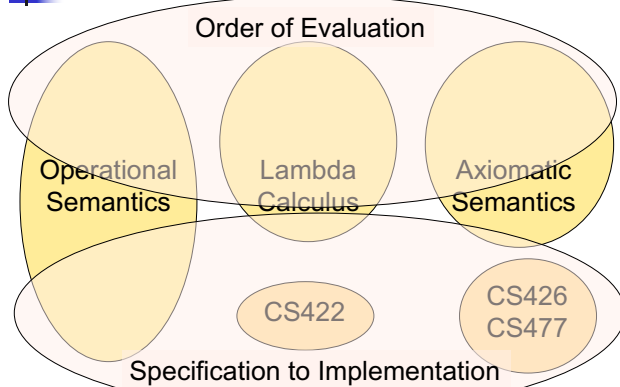 Order of Evaluation
Operational
Semantics
Lambda
Calculus
Axiomatic
Semantics
CS422
CS426
CS477
Specification to Implementation